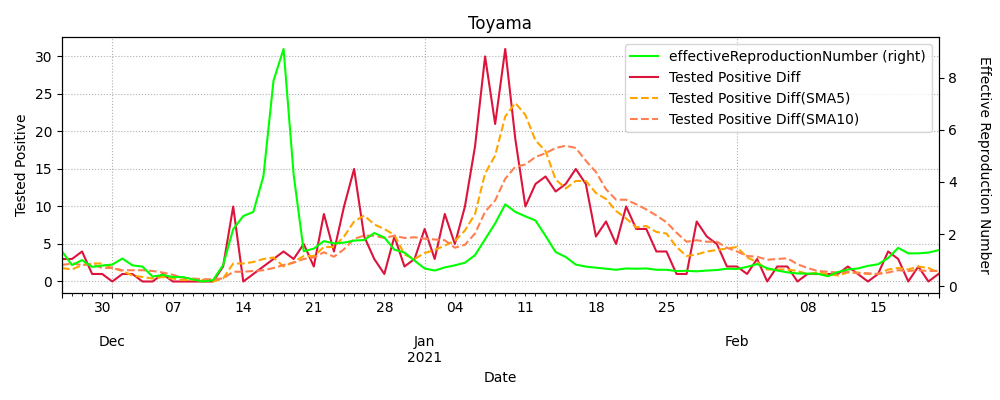 Toyama
effectiveReproductionNumber (right)
Tested Positive Diff
Tested Positive Diff(SMA5)
Tested Positive Diff(SMA10)
Tested Positive
30
25
20
15
10
5
0
8
6
4
2
0
Effective Reproduction Number
30 07 14 21 28 04 11 18 25 08 15
Dec Jan Feb
2021
Date